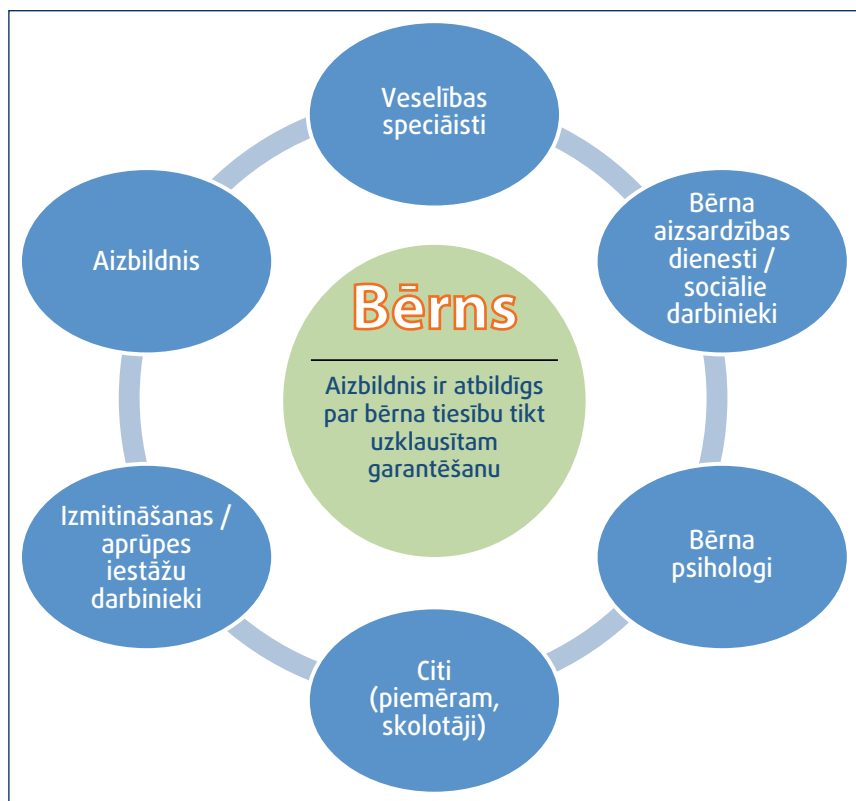 Veselības
speciāisti
Bērna
aizsardzības
dienesti /
sociālie
darbinieki
Bērna
psihologi
Citi
(piemēram,
skolotāji)
Izmitināšanas /
aprūpes
iestāžu
darbinieki
Aizbildnis
Bērns
Aizbildnis ir atbildīgs
par bērna tiesību tikt
uzklausītam
garantēšanu